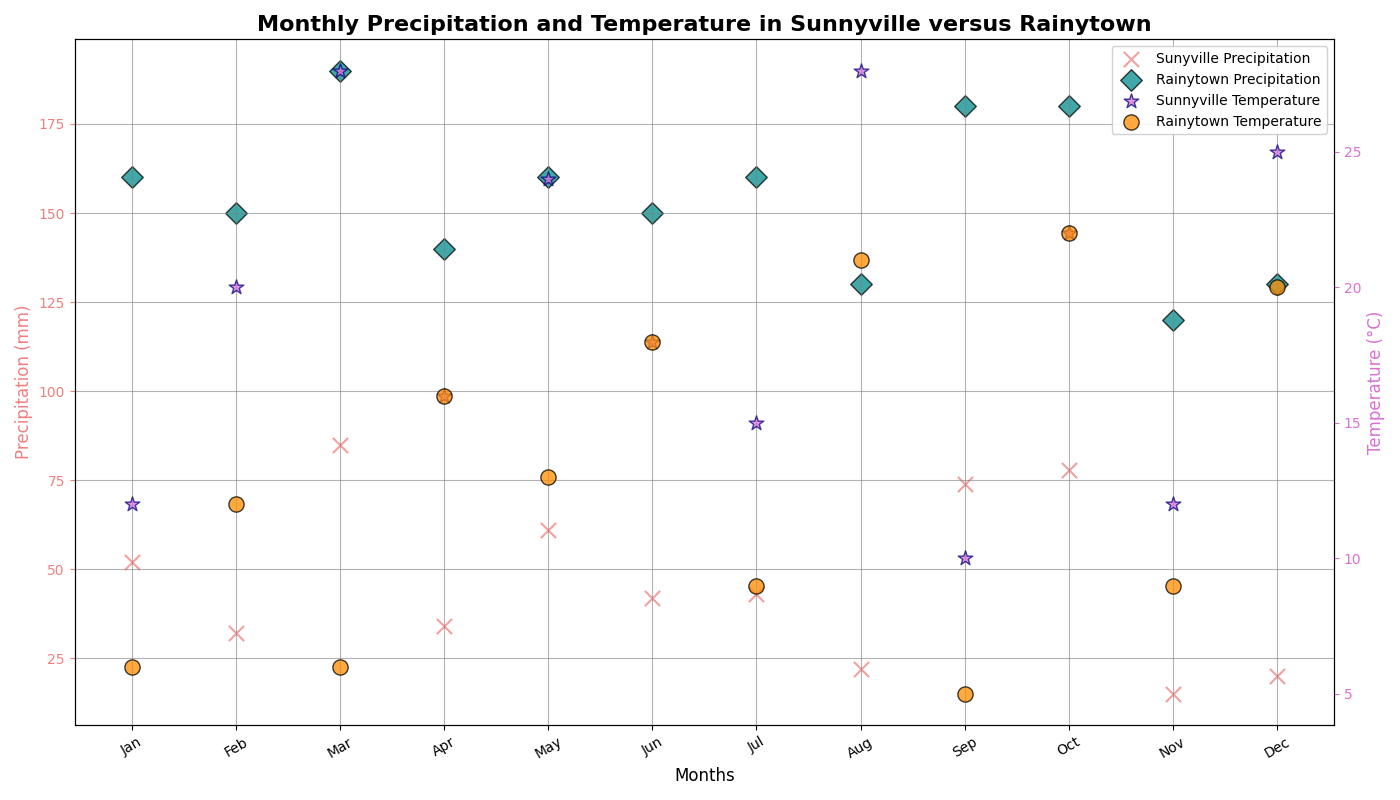 Monthly Precipitation and Temperature in Sunnyville versus Rainytown
Sunyville Precipitation
Rainytown Precipitation
Sunnyville Temperature
Rainytown Temperature
Precipitation (mm)
175
150
125
100
75
50
25
25
20
15
10
5
Temperature (°C)
Jan
Feb
Mar
Apr
May
Jun
Jul
Aug
Sep
Oct
Nov
Dec
Months